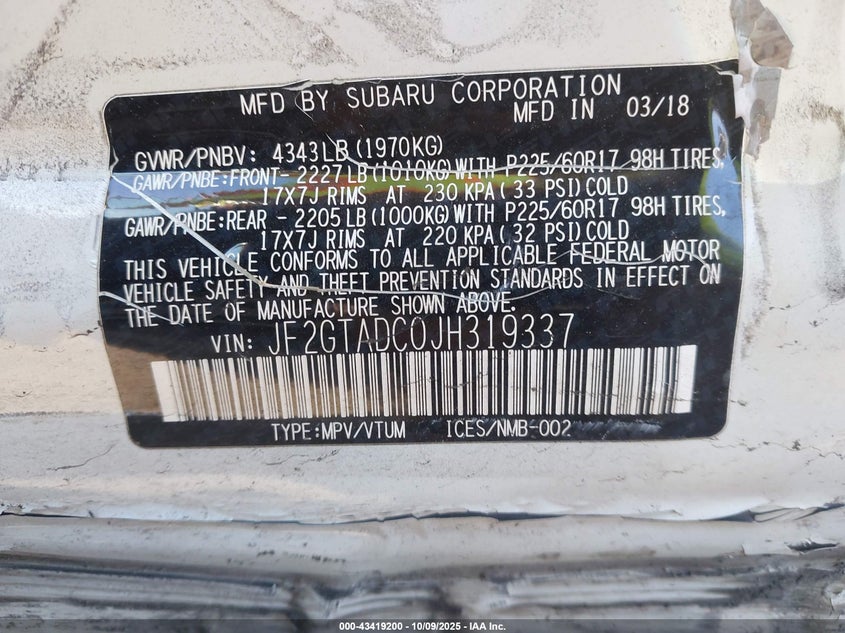 MFD BY SUBARU CORPORATION
MFD IN 03/18
GVWR/PNBV: 4343LB (1970KG)
GAWR/PNBE:FRONT- 2227LB (1010KG)WITH P225/60R17 98H TIRES,
17X7J RIMS AT 230 KPA (33 PSI) COLD
GAWR/PNBE:REAR - 2205LB (1000KG)WITH P225/60R17 98H TIRES,
17X7J RIMS AT 220 KPA (32 PSI) COLD
THIS VEHICLE CONFORMS TO ALL APPLICABLE FEDERAL MOTOR
VEHICLE SAFETY AND THEFT PREVENTION STANDARDS IN EFFECT ON
THE DATE OF MANUFACTURE SHOWN ABOVE.
VIN: JF2GTADC0JH319337
TYPE:MPV/VTUM ICES/NMB-002
000-43419200 - 10/09/2025 - IAA Inc.